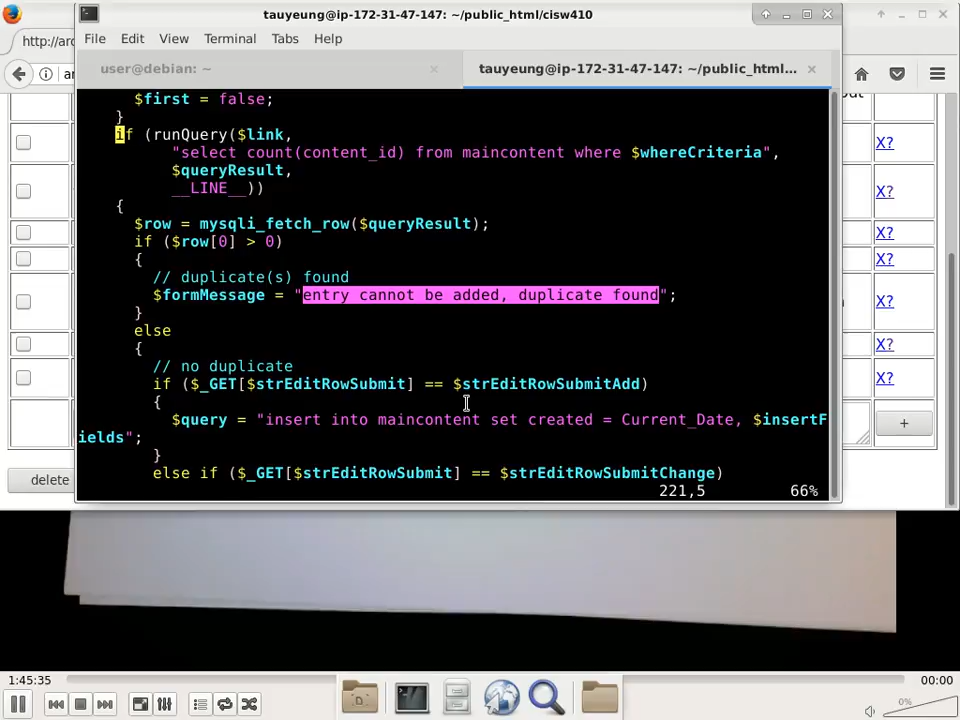 tauyeung@ip-172-31-47-147: ~/public_html/cisw410
http://arc
File Edit View Terminal Tabs Help
user@debian: ~
tauyeung@ip-172-31-47-147: ~/public_html...
$first = false;
}
if (runQuery($link,
"select count(content_id) from maincontent where $whereCriteria",
$queryResult,
__LINE__))
{
$row = mysqli_fetch_row($queryResult);
if ($row[0] > 0)
{
// duplicate(s) found
$formMessage = "entry cannot be added, duplicate found";
}
else
{
// no duplicate
if ($_GET[$strEditRowSubmit] == $strEditRowSubmitAdd)
{
$query = "insert into maincontent set created = Current_Date, $insertF
ields";
}
else if ($_GET[$strEditRowSubmit] == $strEditRowSubmitChange)
221,5 66%
X?
X?
X?
X?
X?
X?
X?
+
delete
1:45:35
00:00
0%